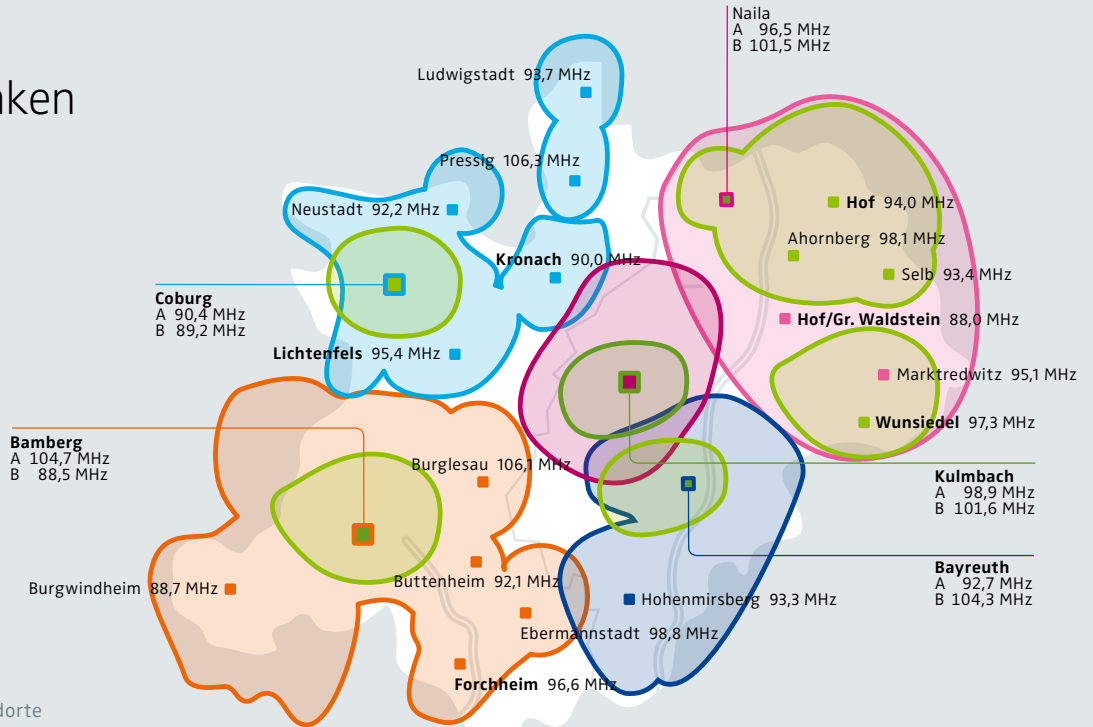 Naila
A 96,5 MHz
B 101,5 MHz
nken
Ludwigstadt 93,7 MHz
Pressig 106,3 MHz
Neustadt 92,2 MHz
Hof 94,0 MHz
Ahornberg 98,1 MHz
Kronach 90,0 MHz
Selb 93,4 MHz
Coburg
A 90,4 MHz
B 89,2 MHz
Hof/Gr. Waldstein 88,0 MHz
Lichtenfels 95,4 MHz
Marktredwitz 95,1 MHz
Wunsiedel 97,3 MHz
Bamberg
A 104,7 MHz
B 88,5 MHz
Burglesau 106,1 MHz
Kulmbach
A 98,9 MHz
B 101,6 MHz
Bayreuth
A 92,7 MHz
B 104,3 MHz
Buttenheim 92,1 MHz
Burgwindheim 88,7 MHz
Hohenmirsberg 93,3 MHz
Ebermannstadt 98,8 MHz
Forchheim 96,6 MHz
dorte